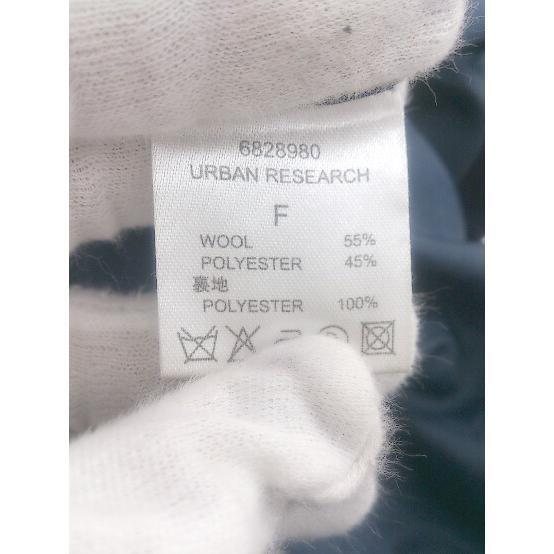 6828980
URBAN RESEARCH
F
WOOL 55%
POLYESTER 45%
裏地
POLYESTER 100%